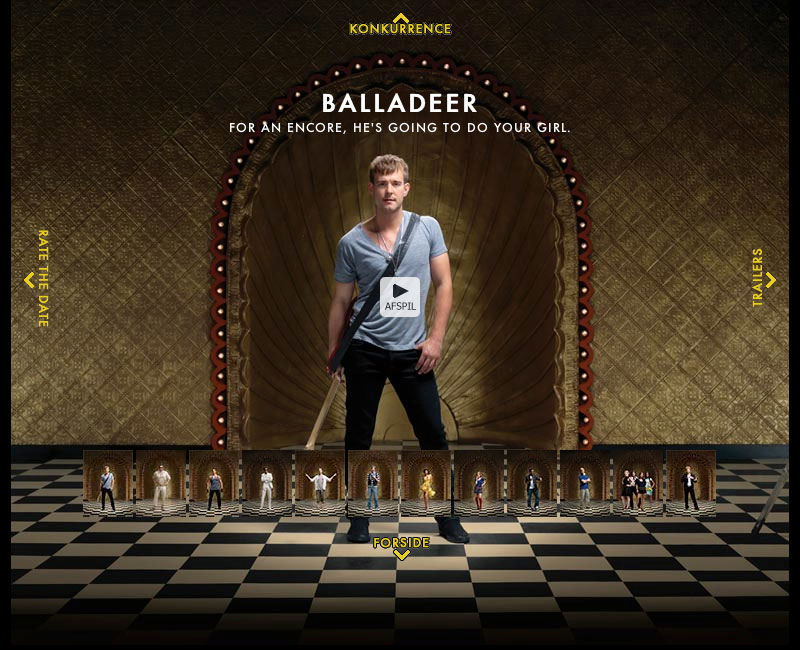 KONKURRENCE
BALLADEER
FOR AN ENCORE, HE'S GOING TO DO YOUR GIRL.
RATE THE DATE
TRAILERS
AFSPIL
FORSIDE